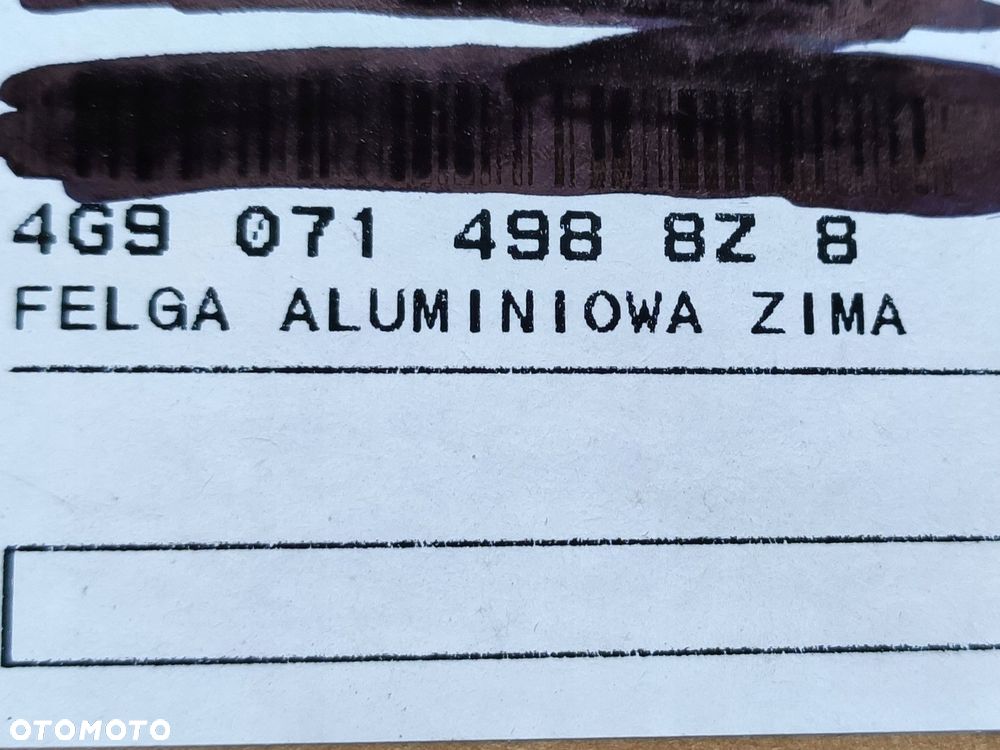 4G9 071 498 8Z 8
FELGA ALUMINIOWA ZIMA
OTOMOTO